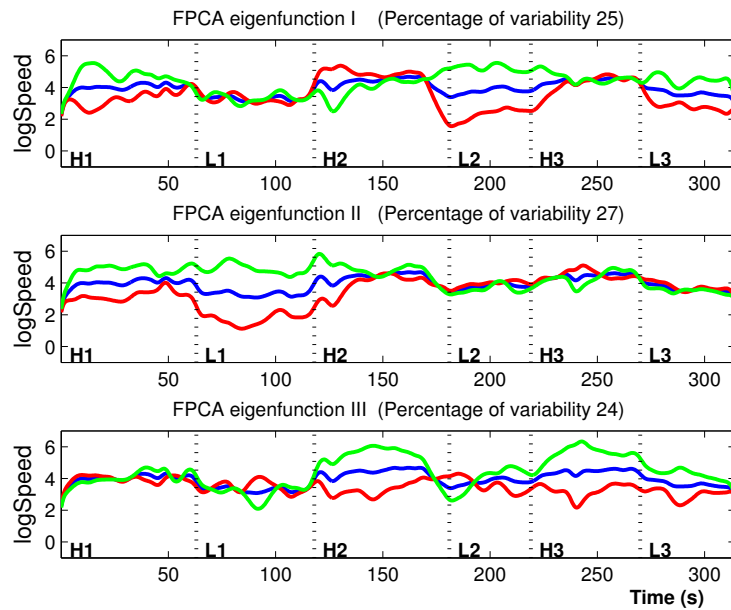 FPCA eigenfunction I (Percentage of variability 25)
logSpeed
6
4
2
0
H1 L1 H2 L2 H3 L3
50 100 150 200 250 300
FPCA eigenfunction II (Percentage of variability 27)
logSpeed
6
4
2
0
H1 L1 H2 L2 H3 L3
50 100 150 200 250 300
FPCA eigenfunction III (Percentage of variability 24)
logSpeed
6
4
2
0
H1 L1 H2 L2 H3 L3
50 100 150 200 250 300
Time (s)